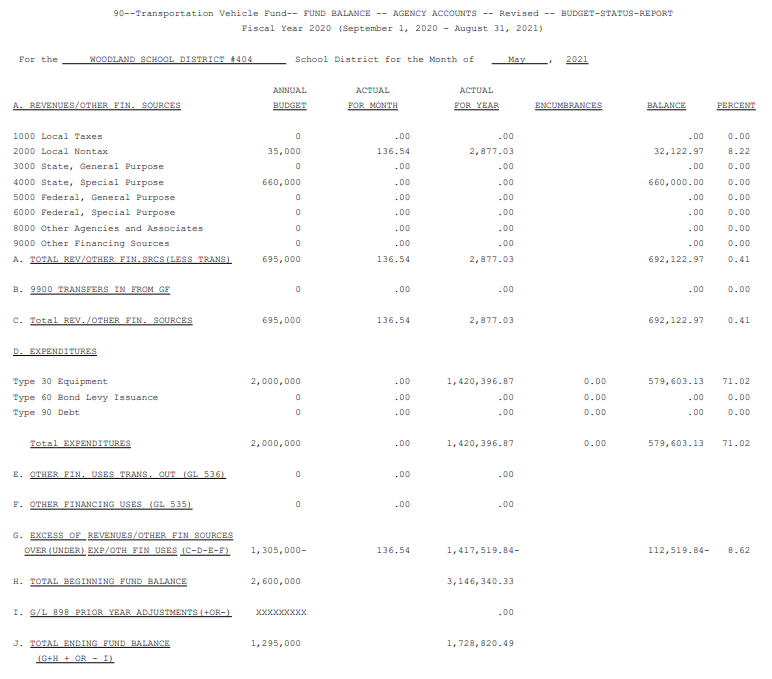 90--Transportation Vehicle Fund-- FUND BALANCE -- AGENCY ACCOUNTS -- Revised -- BUDGET-STATUS-REPORT
Fiscal Year 2020 (September 1, 2020 - August 31, 2021)
For the WOODLAND SCHOOL DISTRICT #404 School District for the Month of May , 2021
ANNUAL ACTUAL ACTUAL
A. REVENUES/OTHER FIN. SOURCES BUDGET FOR MONTH FOR YEAR ENCUMBRANCES BALANCE PERCENT
1000 Local Taxes 0 .00 .00 .00 0.00
2000 Local Nontax 35,000 136.54 2,877.03 32,122.97 8.22
3000 State, General Purpose 0 .00 .00 .00 0.00
4000 State, Special Purpose 660,000 .00 .00 660,000.00 0.00
5000 Federal, General Purpose 0 .00 .00 .00 0.00
6000 Federal, Special Purpose 0 .00 .00 .00 0.00
8000 Other Agencies and Associates 0 .00 .00 .00 0.00
9000 Other Financing Sources 0 .00 .00 .00 0.00
A. TOTAL REV/OTHER FIN.SRCS(LESS TRANS) 695,000 136.54 2,877.03 692,122.97 0.41
B. 9900 TRANSFERS IN FROM GF 0 .00 .00 .00 0.00
C. Total REV./OTHER FIN. SOURCES 695,000 136.54 2,877.03 692,122.97 0.41
D. EXPENDITURES
Type 30 Equipment 2,000,000 .00 1,420,396.87 0.00 579,603.13 71.02
Type 60 Bond Levy Issuance 0 .00 .00 0.00 .00 0.00
Type 90 Debt 0 .00 .00 0.00 .00 0.00
Total EXPENDITURES 2,000,000 .00 1,420,396.87 0.00 579,603.13 71.02
E. OTHER FIN. USES TRANS. OUT (GL 536) 0 .00 .00
F. OTHER FINANCING USES (GL 535) 0 .00 .00
G. EXCESS OF REVENUES/OTHER FIN SOURCES
OVER(UNDER) EXP/OTH FIN USES (C-D-E-F) 1,305,000- 136.54 1,417,519.84- 112,519.84- 8.62
H. TOTAL BEGINNING FUND BALANCE 2,600,000 3,146,340.33
I. G/L 898 PRIOR YEAR ADJUSTMENTS(+OR-) XXXXXXXXX .00
J. TOTAL ENDING FUND BALANCE 1,295,000 1,728,820.49
(G+H + OR - I)